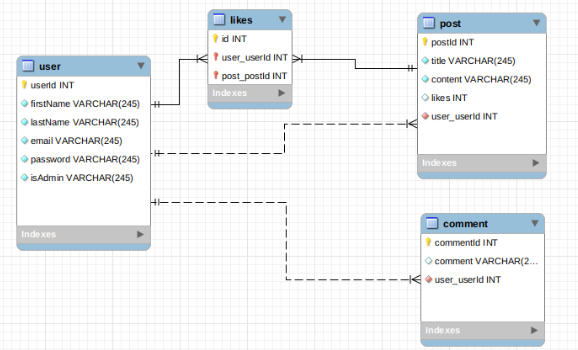 user
userId INT
firstName VARCHAR(245)
lastName VARCHAR(245)
email VARCHAR(245)
password VARCHAR(245)
isAdmin VARCHAR(245)
Indexes
likes
id INT
user_userId INT
post_postId INT
Indexes
post
postId INT
title VARCHAR(245)
content VARCHAR(245)
likes INT
user_userId INT
Indexes
comment
commentId INT
comment VARCHAR(2...
user_userId INT
Indexes